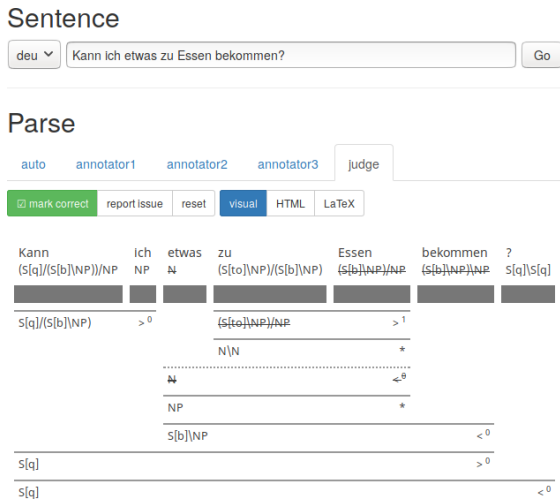 Sentence
deu Kann ich etwas zu Essen bekommen? Go
Parse
auto annotator1 annotator2 annotator3 judge
☑ mark correct report issue reset visual HTML LaTeX
Kann ich etwas zu Essen bekommen ?
(S[q]/(S[b]\NP))/NP NP N (S[to]\NP)/(S[b]\NP) (S[b]\NP)/NP (S[b]\NP)\NP S[q]\S[q]
S[q]/(S[b]\NP) > 0 (S[to]\NP)/NP > 1
N\N *
N < 0
NP *
S[b]\NP < 0
S[q] > 0
S[q] < 0